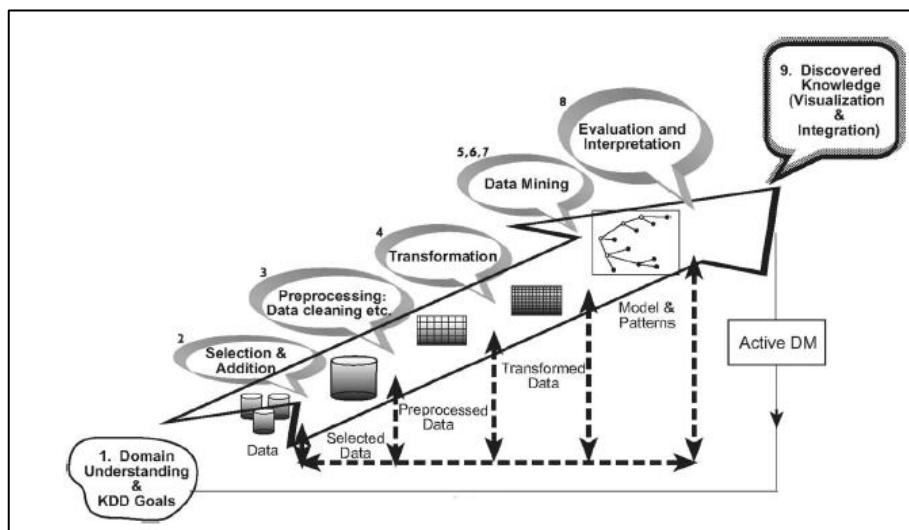 9. Discovered
Knowledge
(Visualization
&
Integration)
8
Evaluation and
Interpretation
5,6,7
Data Mining
4
Transformation
3
Preprocessing:
Data cleaning etc.
2
Selection &
Addition
1. Domain
Understanding
&
KDD Goals
Data
Selected
Data
Preprocessed
Data
Transformed
Data
Model &
Patterns
Active DM